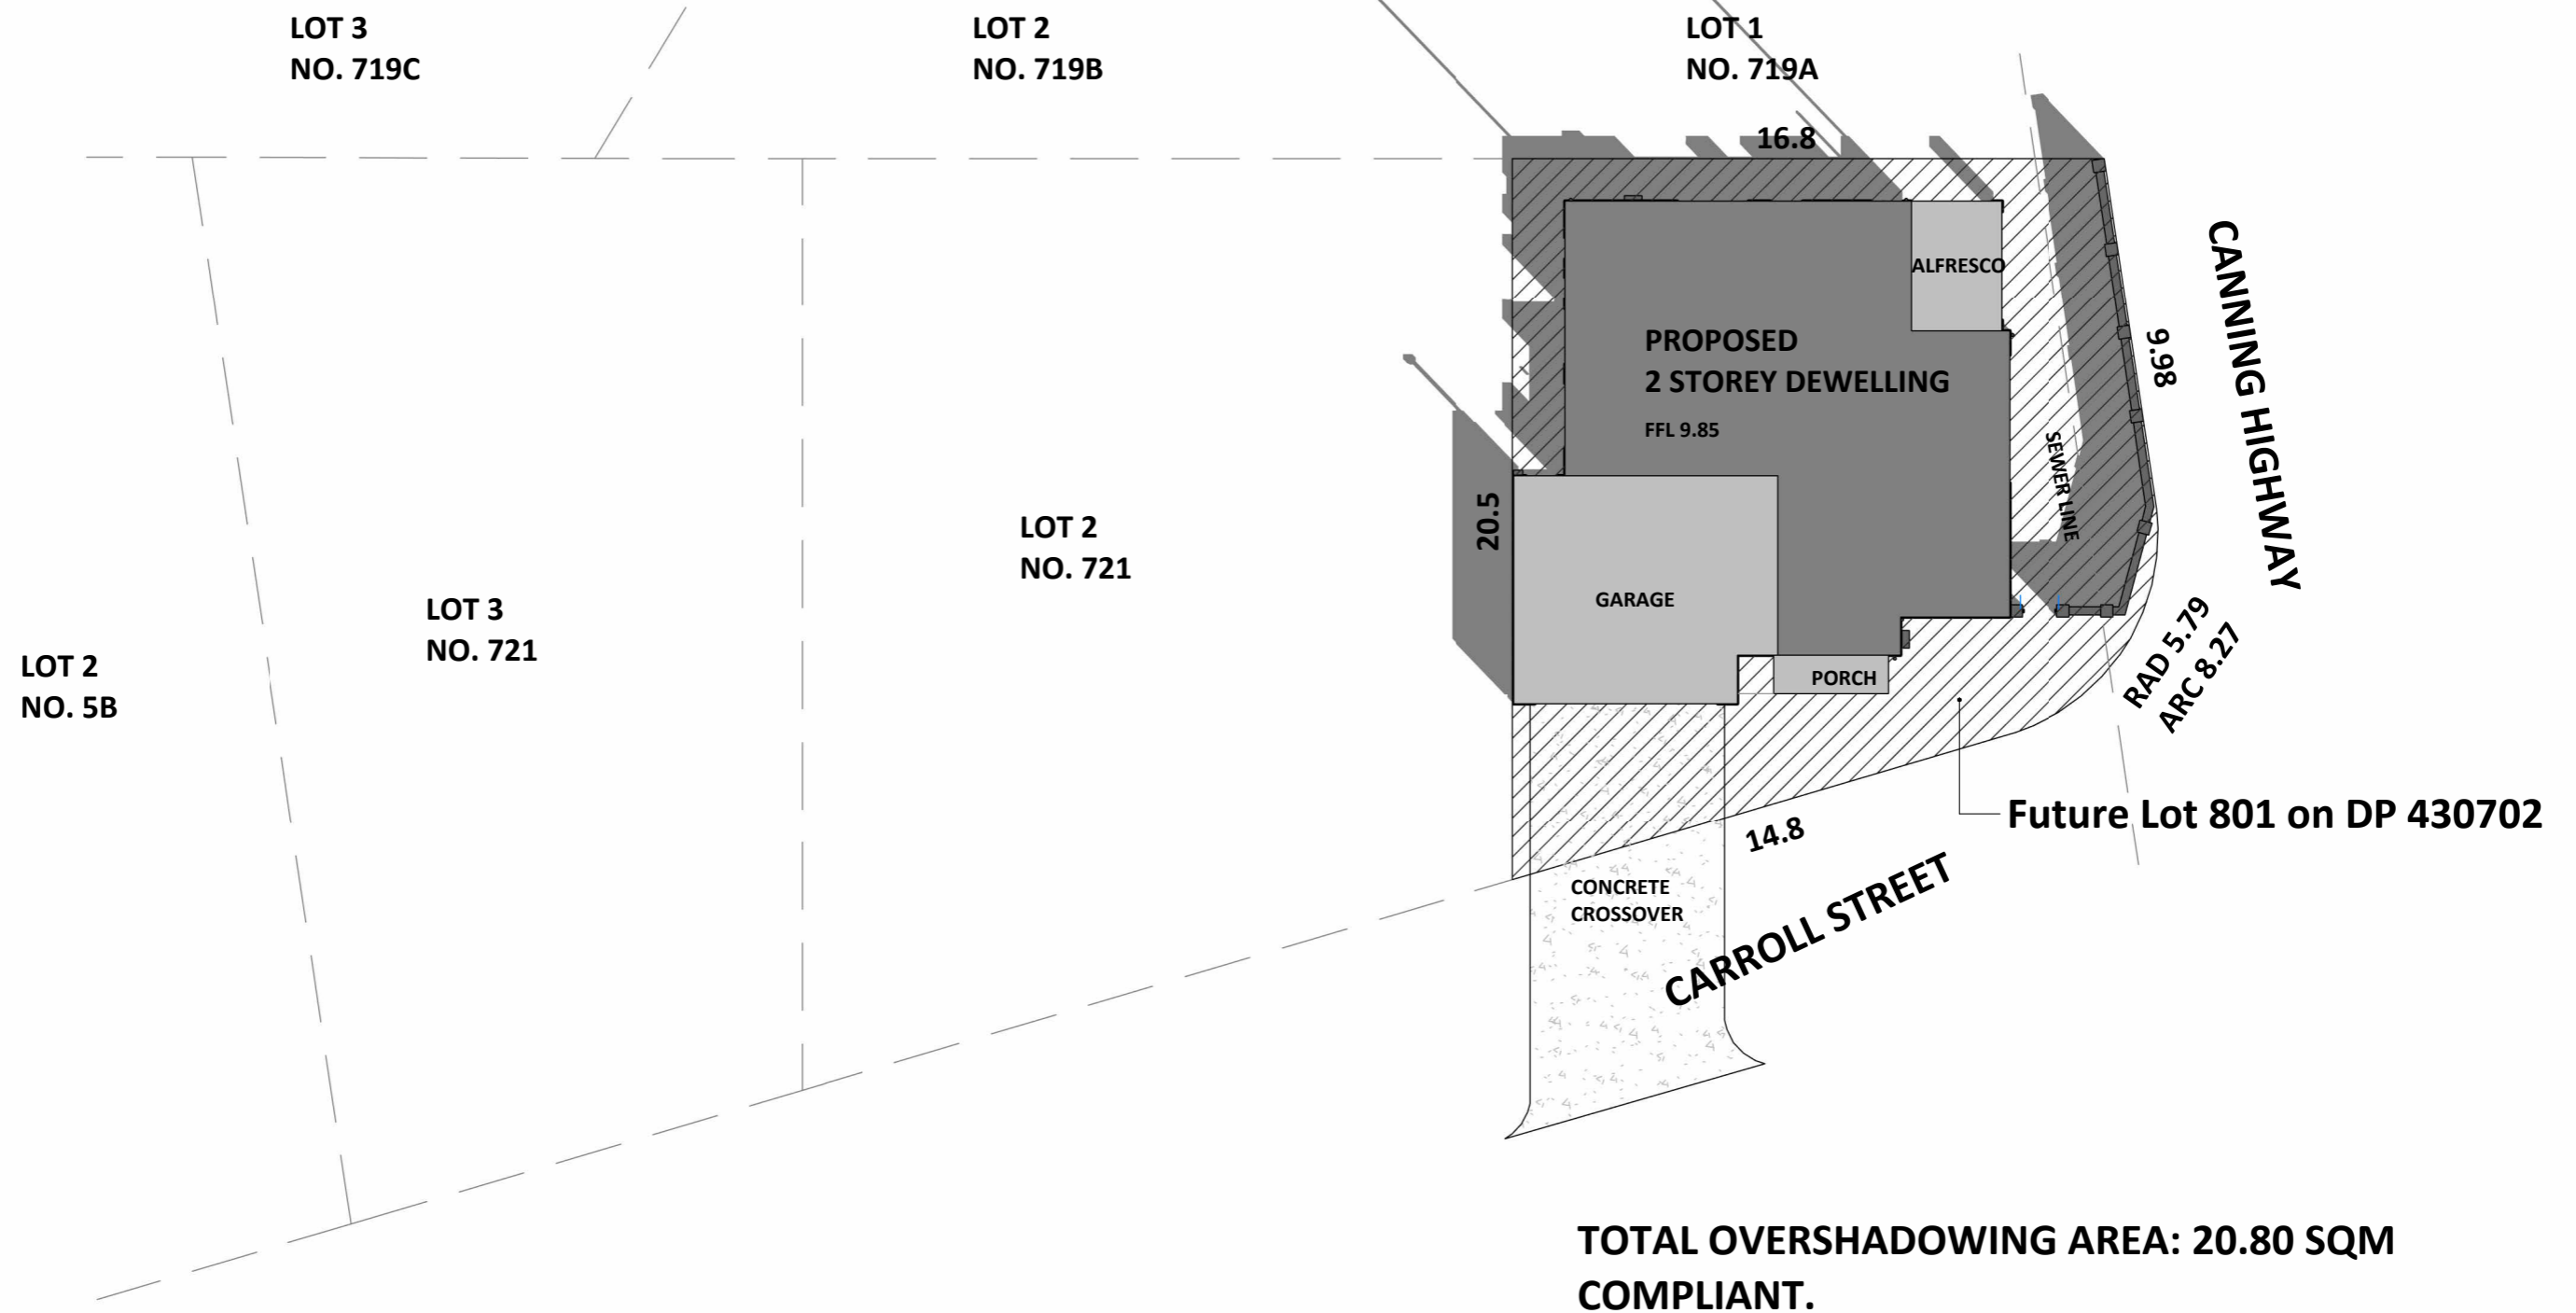 LOT 3
NO. 719C
LOT 2
NO. 719B
LOT 1
NO. 719A
16.8
ALFRESCO
CANNING HIGHWAY
9.98
PROPOSED
2 STOREY DEWELLING
FFL 9.85
SEWER LINE
20.5
LOT 2
NO. 721
GARAGE
LOT 3
NO. 721
LOT 2
NO. 5B
PORCH
RAD 5.79
ARC 8.27
Future Lot 801 on DP 430702
14.8
CONCRETE
CROSSOVER
CARROLL STREET
TOTAL OVERSHADOWING AREA: 20.80 SQM
COMPLIANT.